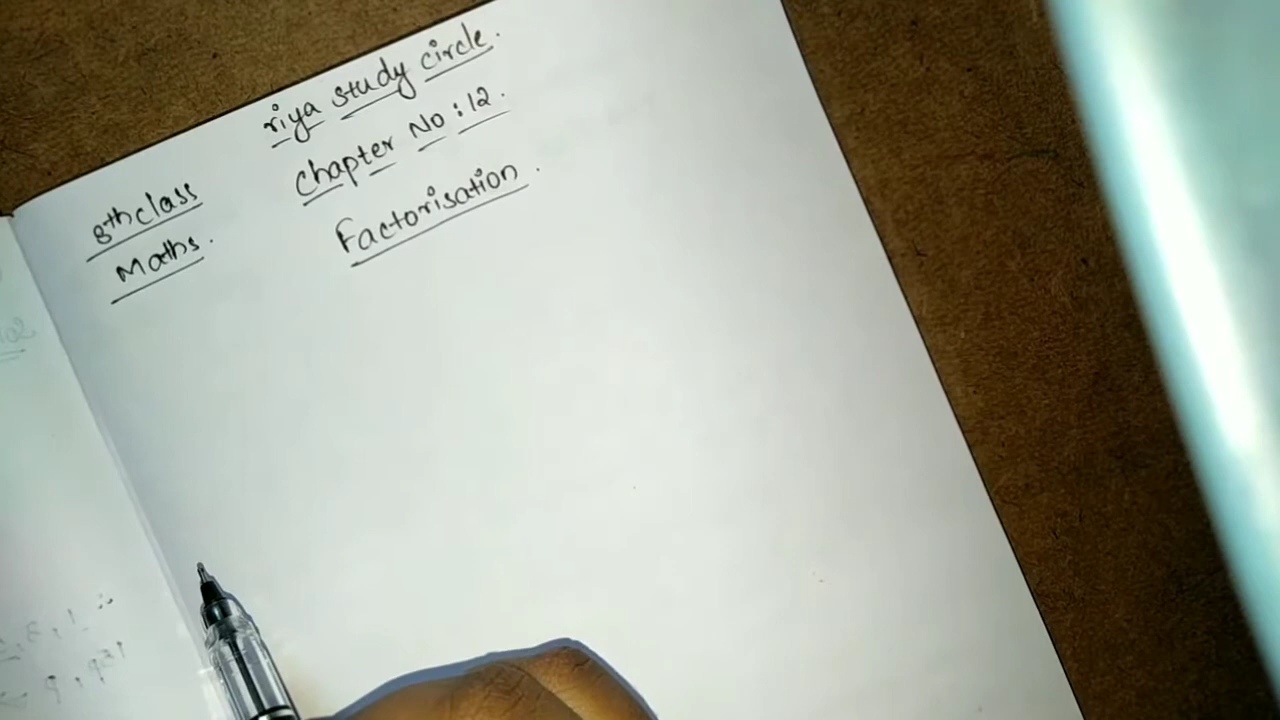 riya study circle.
Chapter No : 12.
8th class
Maths.
Factorisation.